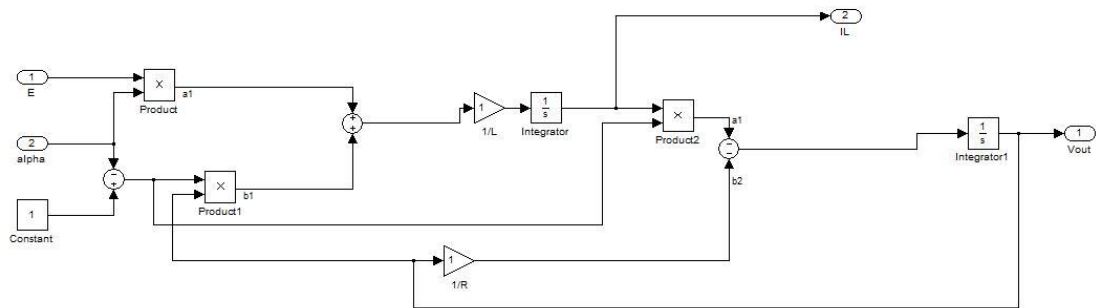 2
IL
1
E
×
a1
Product
1
1/L
1
s
Integrator
×
a1
Product2
2
alpha
+
+
−
−
1
s
Integrator1
1
Vout
−
+
×
b1
Product1
b2
1
Constant
1
1/R